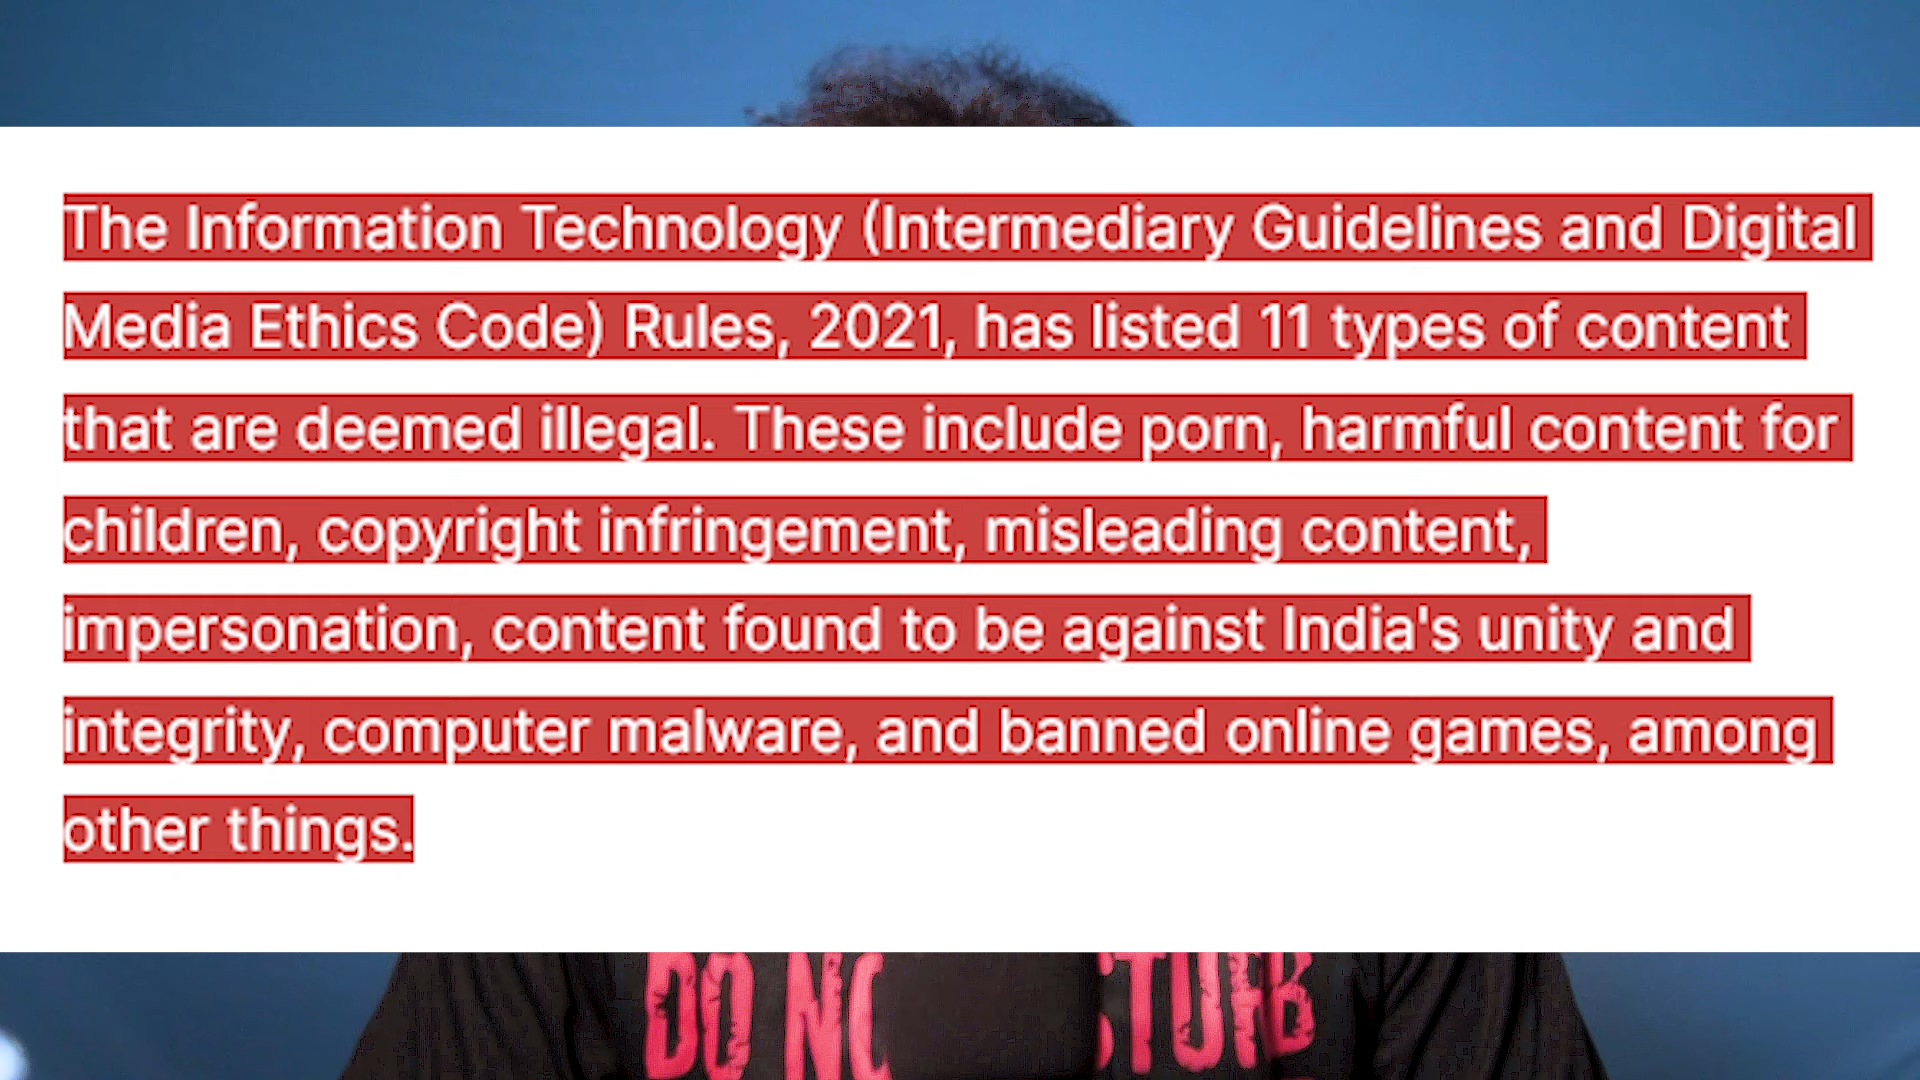 The Information Technology (Intermediary Guidelines and Digital
Media Ethics Code) Rules, 2021, has listed 11 types of content
that are deemed illegal. These include porn, harmful content for
children, copyright infringement, misleading content,
impersonation, content found to be against India's unity and
integrity, computer malware, and banned online games, among
other things.
DO NO